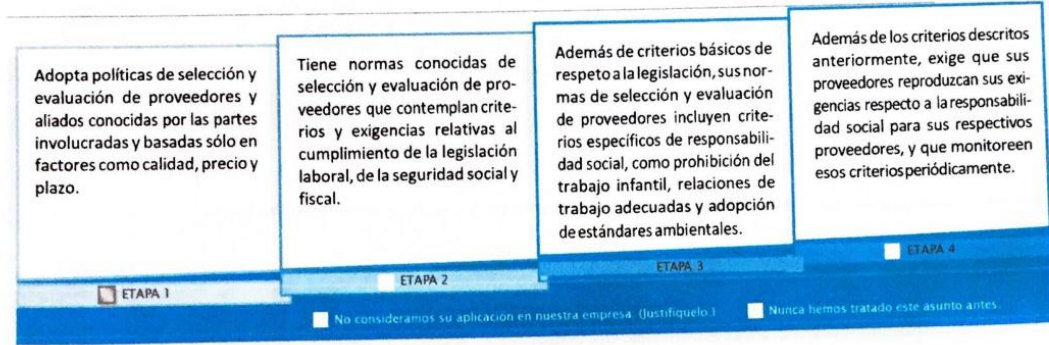 Adopta políticas de selección y
evaluación de proveedores y
aliados conocidas por las partes
involucradas y basadas sólo en
factores como calidad, precio y
plazo.
ETAPA 1
Tiene normas conocidas de
selección y evaluación de pro-
veedores que contemplan crite-
rios y exigencias relativas al
cumplimiento de la legislación
laboral, de la seguridad social y
fiscal.
ETAPA 2
Además de criterios básicos de
respeto a la legislación, sus nor-
mas de selección y evaluación
de proveedores incluyen crite-
rios específicos de responsabili-
dad social, como prohibición del
trabajo infantil, relaciones de
trabajo adecuadas y adopción
de estándares ambientales.
ETAPA 3
Además de los criterios descritos
anteriormente, exige que sus
proveedores reproduzcan sus exi-
gencias respecto a la responsabili-
dad social para sus respectivos
proveedores, y que monitoreen
esos criterios periódicamente.
ETAPA 4
No consideramos su aplicación en nuestra empresa. (Justifíquelo.)
Nunca hemos tratado este asunto antes.